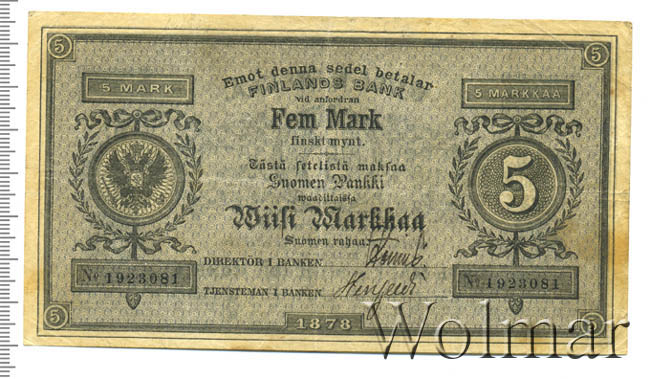 5
5
5 MARK
5 MARKKAA
Emot denna sedel betalar
FINLANDS BANK
vid anfordran
Fem Mark
finskt mynt.
Tästä setelistä maksaa
Suomen Pankki
waadittaissa
Wiisi Markkaa
Suomen rahaa.
5
DIREKTOR I BANKEN
TJENSTEMAN I BANKEN
No 1923081
No 1923081
5
1878
5
Wolmar